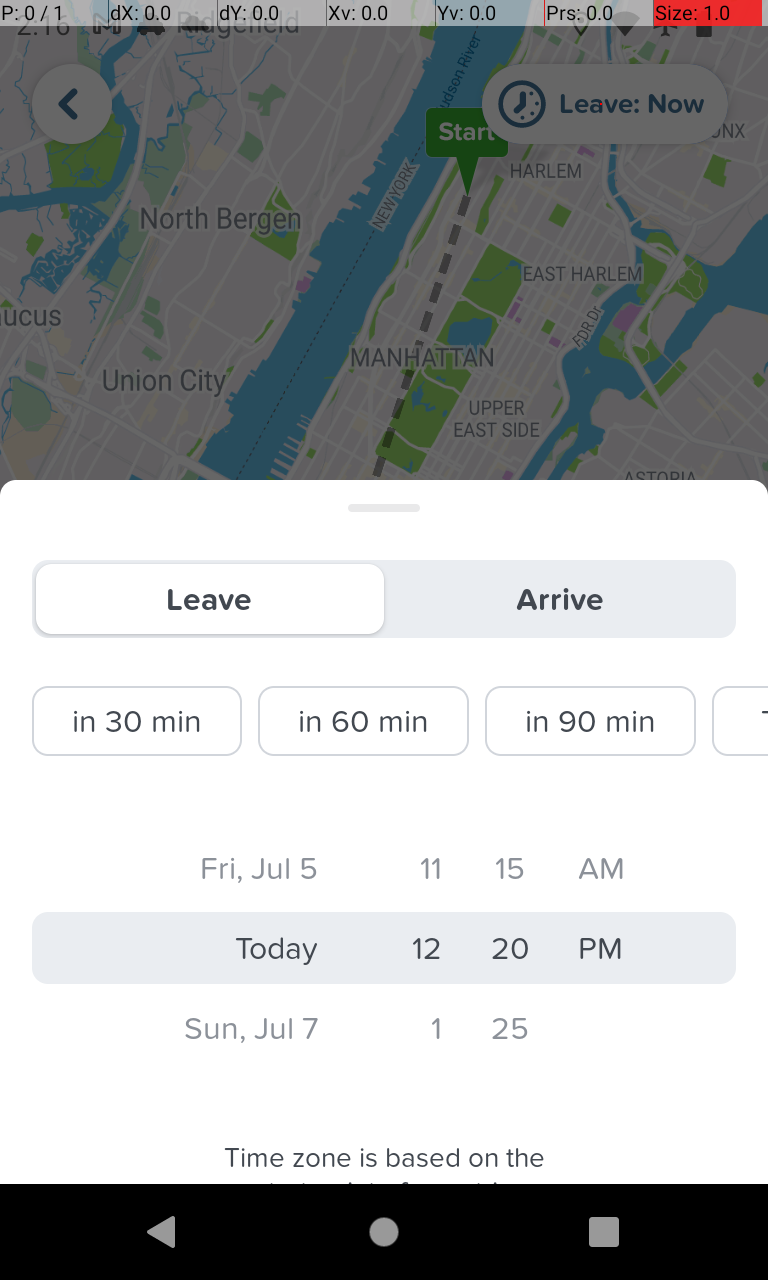 P: 0 / 1 dX: 0.0 dY: 0.0 Xv: 0.0 Yv: 0.0 Prs: 0.0 Size: 1.0
2:16 Ridgefield
Hudson River
Leave: Now
Start
HARLEM
NEW YORK
North Bergen
EAST HARLEM
FDR Dr
MANHATTAN
Union City
UPPER
EAST SIDE
ASTORIA
Leave Arrive
in 30 min in 60 min in 90 min
Fri, Jul 5 11 15 AM
Today 12 20 PM
Sun, Jul 7 1 25
Time zone is based on the